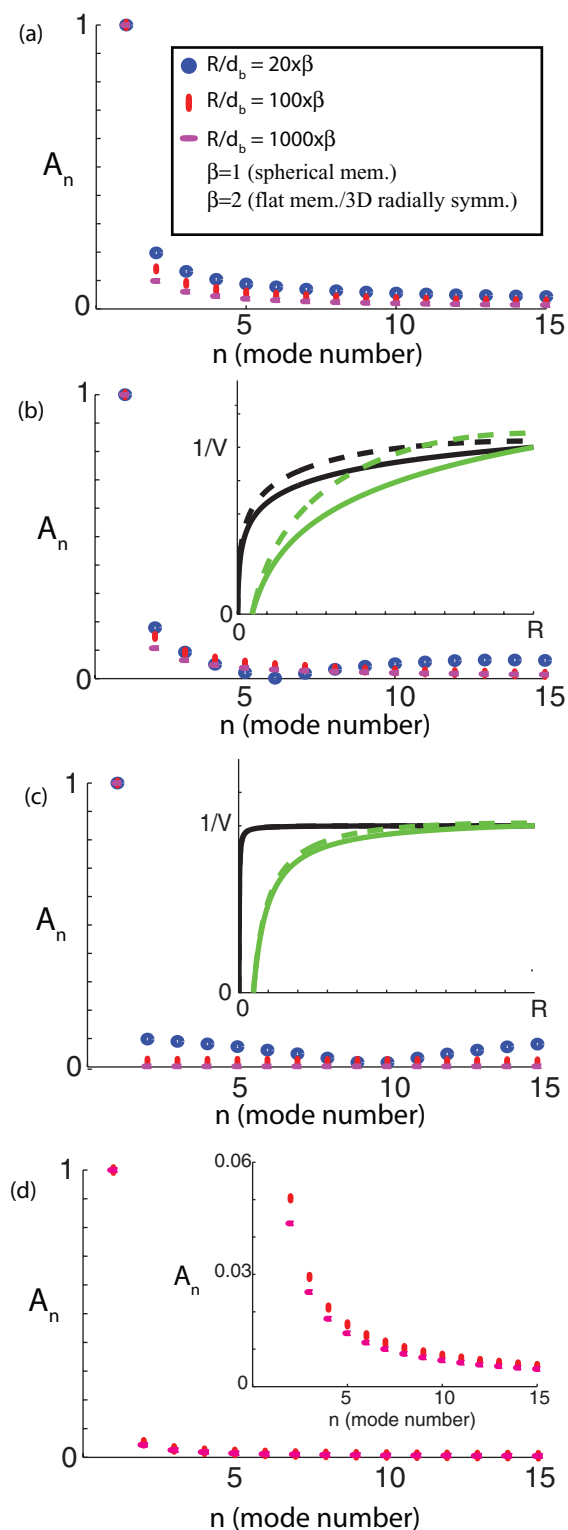 (a)
1
R/d_b = 20xβ
R/d_b = 100xβ
R/d_b = 1000xβ
β=1 (spherical mem.)
β=2 (flat mem./3D radially symm.)
A_n
0
5 10 15
n (mode number)
(b)
1
1/V
0
0 R
A_n
0
5 10 15
n (mode number)
(c)
1
1/V
0
0 R
A_n
0
5 10 15
n (mode number)
(d)
1
0.06
A_n
0.03
0
5 10 15
n (mode number)
A_n
0
5 10 15
n (mode number)